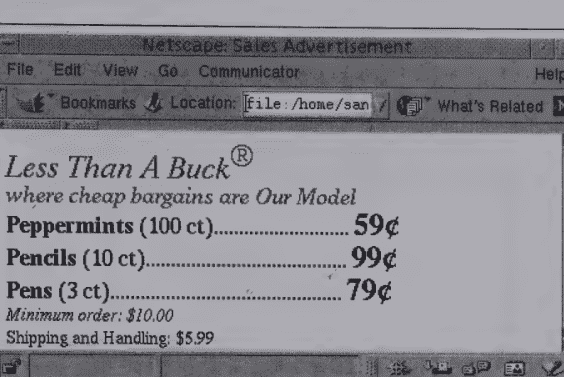 Netscape: Sales Advertisement
File Edit View Go Communicator Help
Bookmarks Location: file:/home/san What's Related
Less Than A Buck®
where cheap bargains are Our Model
Peppermints (100 ct).............................. 59¢
Pencils (10 ct)............................................. 99¢
Pens (3 ct).................................................... 79¢
Minimum order: $10.00
Shipping and Handling: $5.99